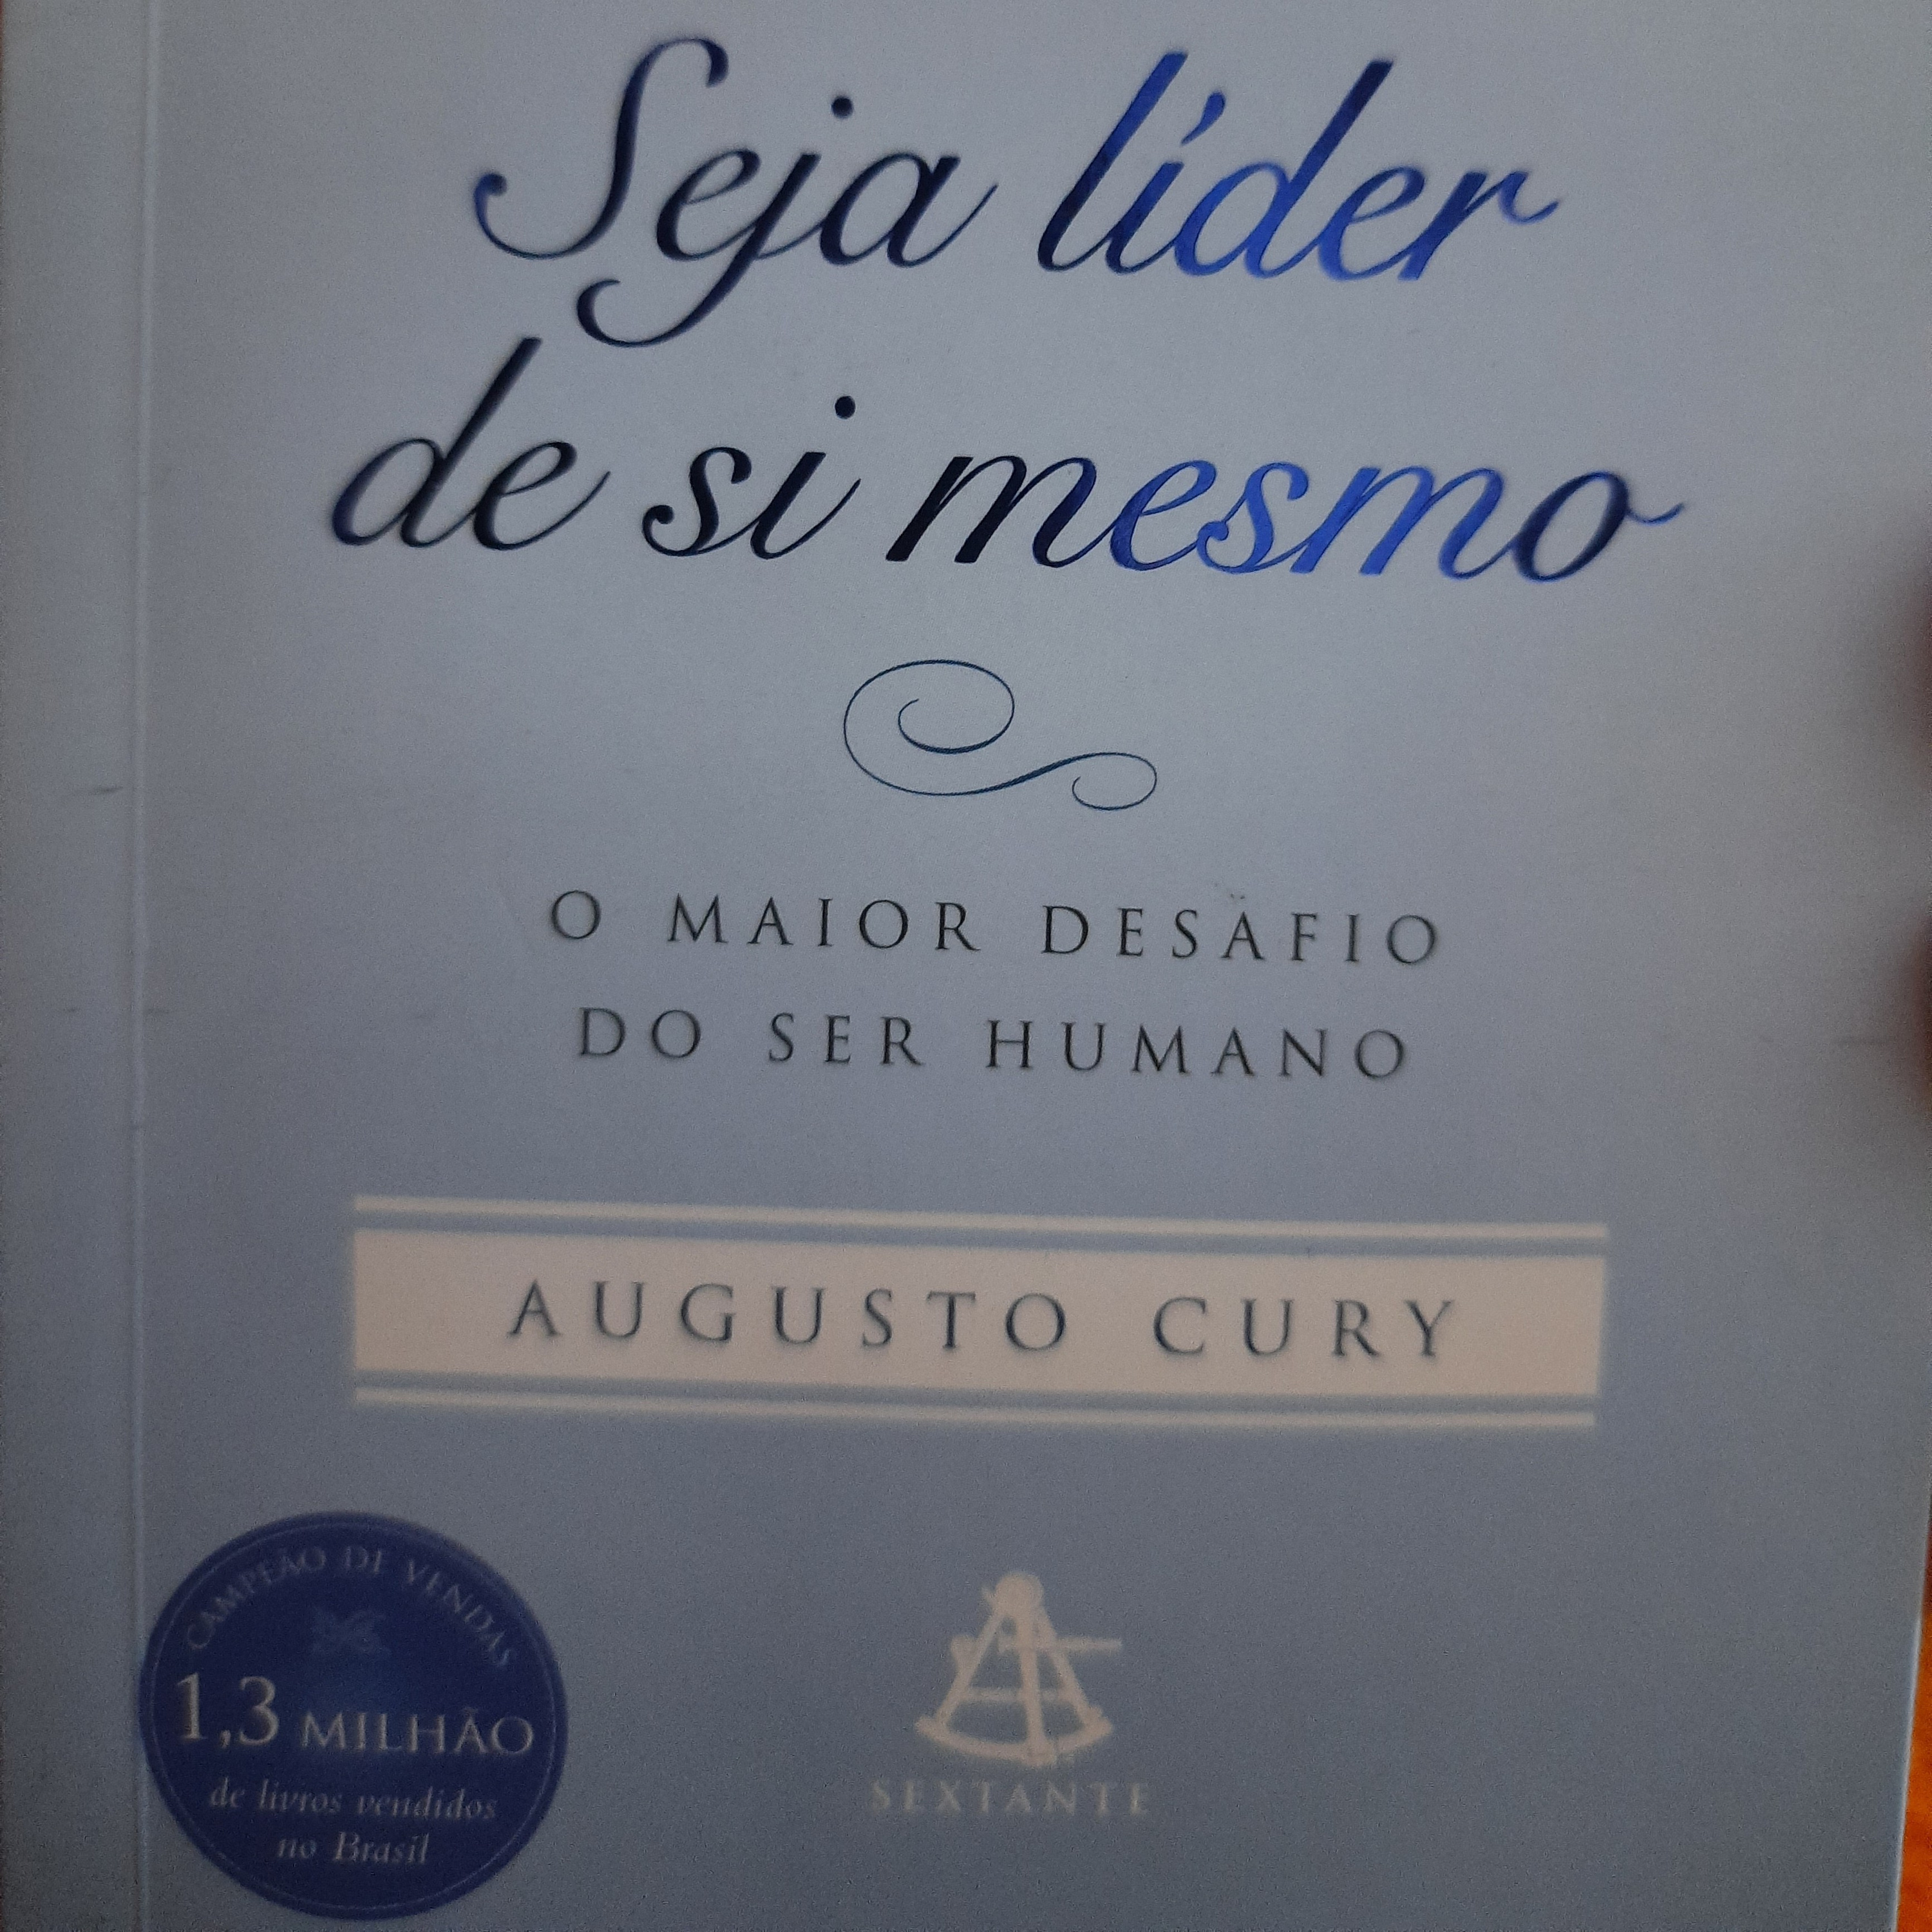 Seja líder
de si mesmo
O MAIOR DESAFIO
DO SER HUMANO
AUGUSTO CURY
CAMPEÃO DE VENDAS
1,3 MILHÃO
de livros vendidos
no Brasil
SEXTANTE